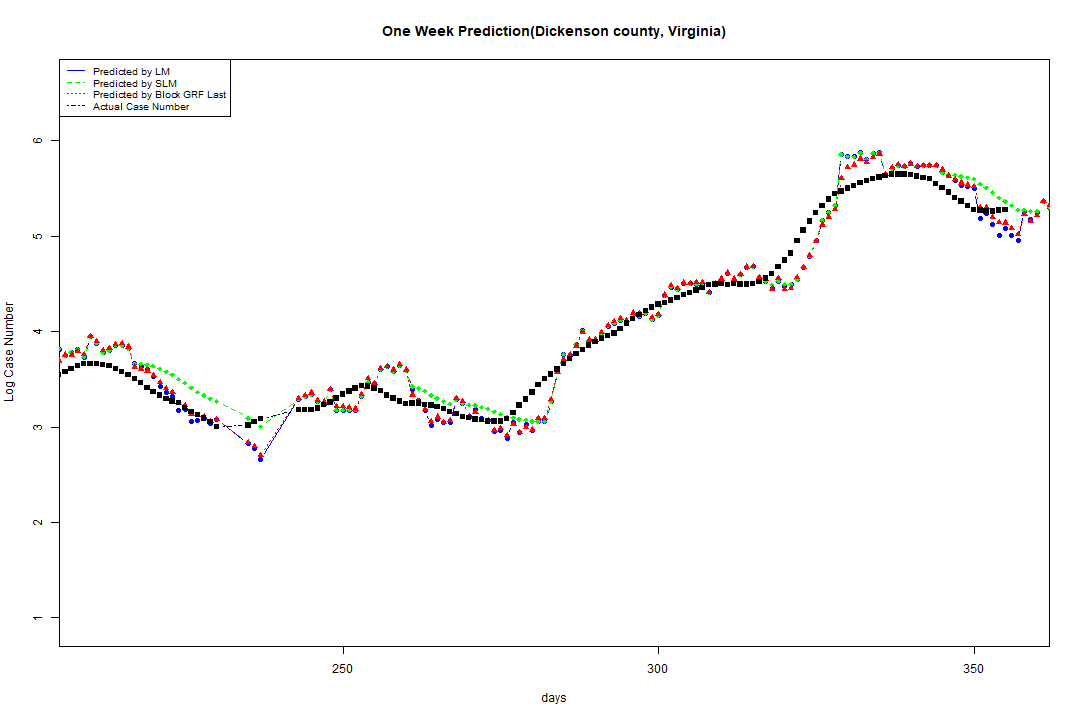 One Week Prediction(Dickenson county, Virginia)
Predicted by LM
Predicted by SLM
Predicted by Block GRF Last
Actual Case Number
Log Case Number
6
5
4
3
2
1
250
300
350
days